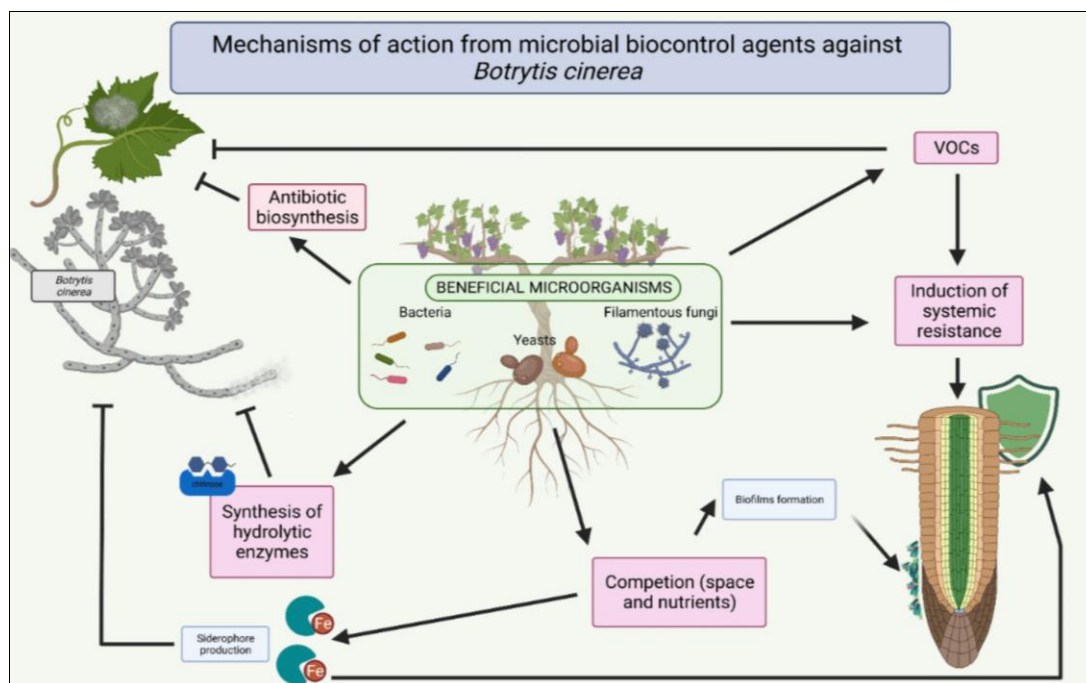 Mechanisms of action from microbial biocontrol agents against
Botrytis cinerea
VOCs
Antibiotic
biosynthesis
Botrytis
cinerea
BENEFICIAL MICROORGANISMS
Bacteria
Yeasts
Filamentous fungi
Induction of
systemic
resistance
chitinase
Synthesis of
hydrolytic
enzymes
Biofilms formation
Competion (space
and nutrients)
Siderophore
production
Fe
Fe